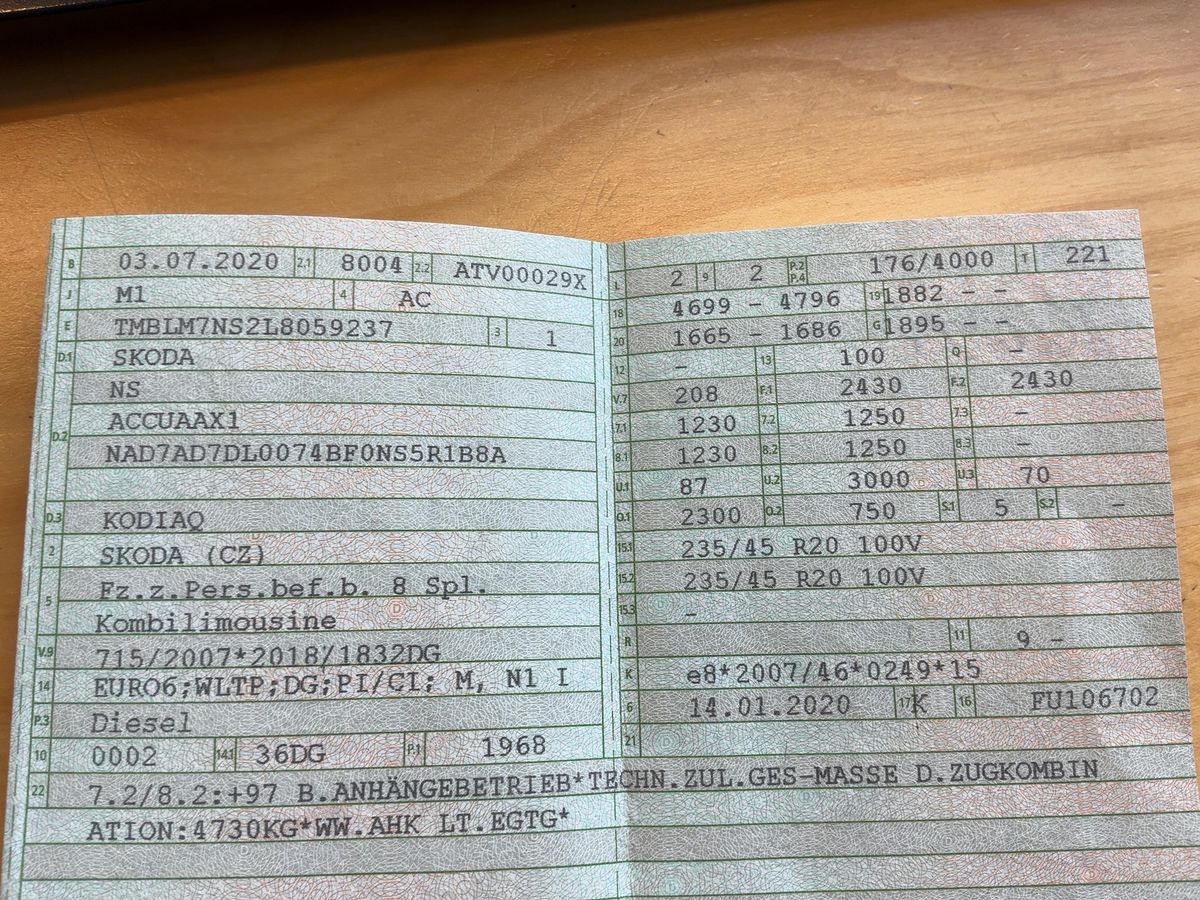 B 03.07.2020 2.1 8004 2.2 ATV00029X
J M1 4 AC
E TMBLM7NS2L8059237 3 1
D.1 SKODA
NS
D.2 ACCUAAX1
NAD7AD7DL0074BF0NS5R1B8A
D.3 KODIAQ
2 SKODA (CZ)
5 Fz.z.Pers.bef.b. 8 Spl.
Kombilimousine
V.9 715/2007*2018/1832DG
14 EURO6;WLTP;DG;PI/CI; M, N1 I
P.3 Diesel
10 0002 14.1 36DG P.1 1968
L 2 9 2 P.2 P.4 176/4000 T 221
18 4699 - 4796 19 1882 - -
20 1665 - 1686 G 1895 - -
12 - 13 100 Q -
V.7 208 F.1 2430 F.2 2430
7.1 1230 7.2 1250 7.3 -
8.1 1230 8.2 1250 8.3 -
U.1 87 U.2 3000 U.3 70
O.1 2300 O.2 750 S.1 5 S.2 -
15.1 235/45 R20 100V
15.2 235/45 R20 100V
15.3 -
R 11 9 -
K e8*2007/46*0249*15
6 14.01.2020 17 K 16 FU106702
21
22 7.2/8.2:+97 B.ANHÄNGEBETRIEB*TECHN.ZUL.GES-MASSE D.ZUGKOMBIN
ATION:4730KG*WW.AHK LT.EGTG*